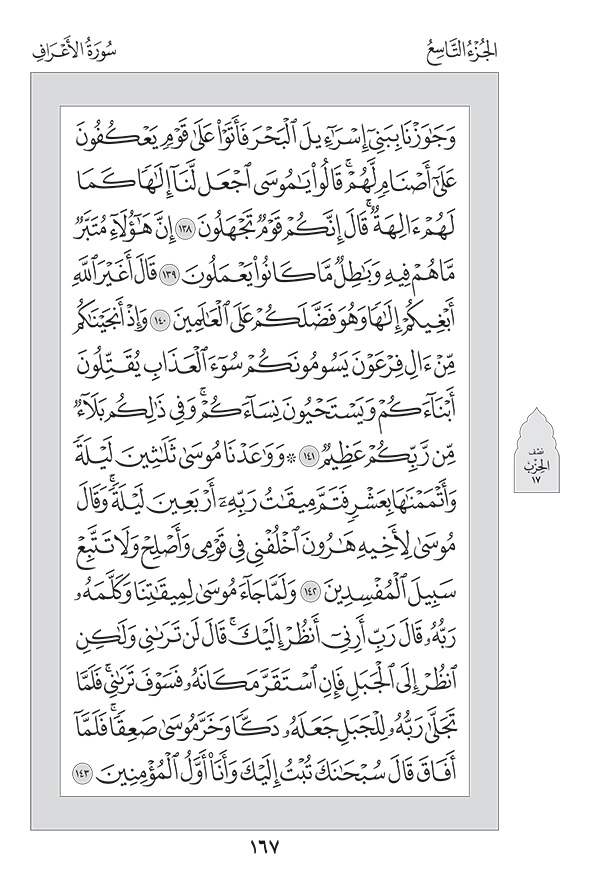 الجُزْءُ التَّاسِعُ
سُورَةُ الأَعْرَافِ
وَجَٰوَزْنَا بِبَنِيٓ إِسْرَٰٓءِيلَ ٱلْبَحْرَ فَأَتَوْا۟ عَلَىٰ قَوْمٍ يَعْكُفُونَ
عَلَىٰٓ أَصْنَامٍ لَّهُمْ ۚ قَالُوا۟ يَٰمُوسَى ٱجْعَل لَّنَآ إِلَٰهًا كَمَا
لَهُمْ ءَالِهَةٌ ۚ قَالَ إِنَّكُمْ قَوْمٌ تَجْهَلُونَ ١٣٨ إِنَّ هَٰٓؤُلَآءِ مُتَبَّرٌ
مَّا هُمْ فِيهِ وَبَٰطِلٌ مَّا كَانُوا۟ يَعْمَلُونَ ١٣٩ قَالَ أَغَيْرَ ٱللَّهِ
أَبْغِيكُمْ إِلَٰهًا وَهُوَ فَضَّلَكُمْ عَلَى ٱلْعَٰلَمِينَ ١٤٠ وَإِذْ أَنجَيْنَٰكُم
مِّنْ ءَالِ فِرْعَوْنَ يَسُومُونَكُمْ سُوٓءَ ٱلْعَذَابِ يُقَتِّلُونَ
أَبْنَآءَكُمْ وَيَسْتَحْيُونَ نِسَآءَكُمْ ۚ وَفِي ذَٰلِكُم بَلَآءٌ
مِّن رَّبِّكُمْ عَظِيمٌ ١٤١ ۞ وَوَٰعَدْنَا مُوسَىٰ ثَلَٰثِينَ لَيْلَةً
وَأَتْمَمْنَٰهَا بِعَشْرٍ فَتَمَّ مِيقَٰتُ رَبِّهِۦٓ أَرْبَعِينَ لَيْلَةً ۚ وَقَالَ
مُوسَىٰ لِأَخِيهِ هَٰرُونَ ٱخْلُفْنِي فِي قَوْمِي وَأَصْلِحْ وَلَا تَتَّبِعْ
سَبِيلَ ٱلْمُفْسِدِينَ ١٤٢ وَلَمَّا جَآءَ مُوسَىٰ لِمِيقَٰتِنَا وَكَلَّمَهُۥ
رَبُّهُۥ قَالَ رَبِّ أَرِنِيٓ أَنظُرْ إِلَيْكَ ۚ قَالَ لَن تَرَىٰنِي وَلَٰكِنِ
ٱنظُرْ إِلَى ٱلْجَبَلِ فَإِنِ ٱسْتَقَرَّ مَكَانَهُۥ فَسَوْفَ تَرَىٰنِي ۚ فَلَمَّا
تَجَلَّىٰ رَبُّهُۥ لِلْجَبَلِ جَعَلَهُۥ دَكًّا وَخَرَّ مُوسَىٰ صَعِقًا ۚ فَلَمَّآ
أَفَاقَ قَالَ سُبْحَٰنَكَ تُبْتُ إِلَيْكَ وَأَنَا۠ أَوَّلُ ٱلْمُؤْمِنِينَ ١٤٣
نصف
الحزب
١٧
١٦٧